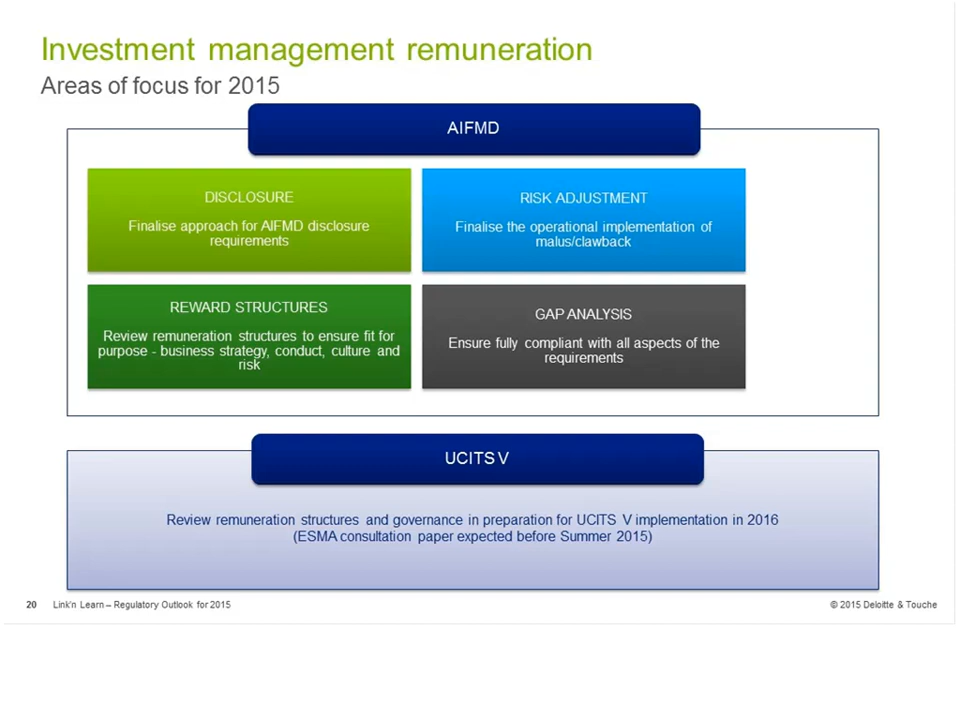 Investment management remuneration
Areas of focus for 2015
AIFMD
DISCLOSURE
Finalise approach for AIFMD disclosure
requirements
RISK ADJUSTMENT
Finalise the operational implementation of
malus/clawback
REWARD STRUCTURES
Review remuneration structures to ensure fit for
purpose - business strategy, conduct, culture and
risk
GAP ANALYSIS
Ensure fully compliant with all aspects of the
requirements
UCITS V
Review remuneration structures and governance in preparation for UCITS V implementation in 2016
(ESMA consultation paper expected before Summer 2015)
20 Link'n Learn – Regulatory Outlook for 2015
© 2015 Deloitte & Touche